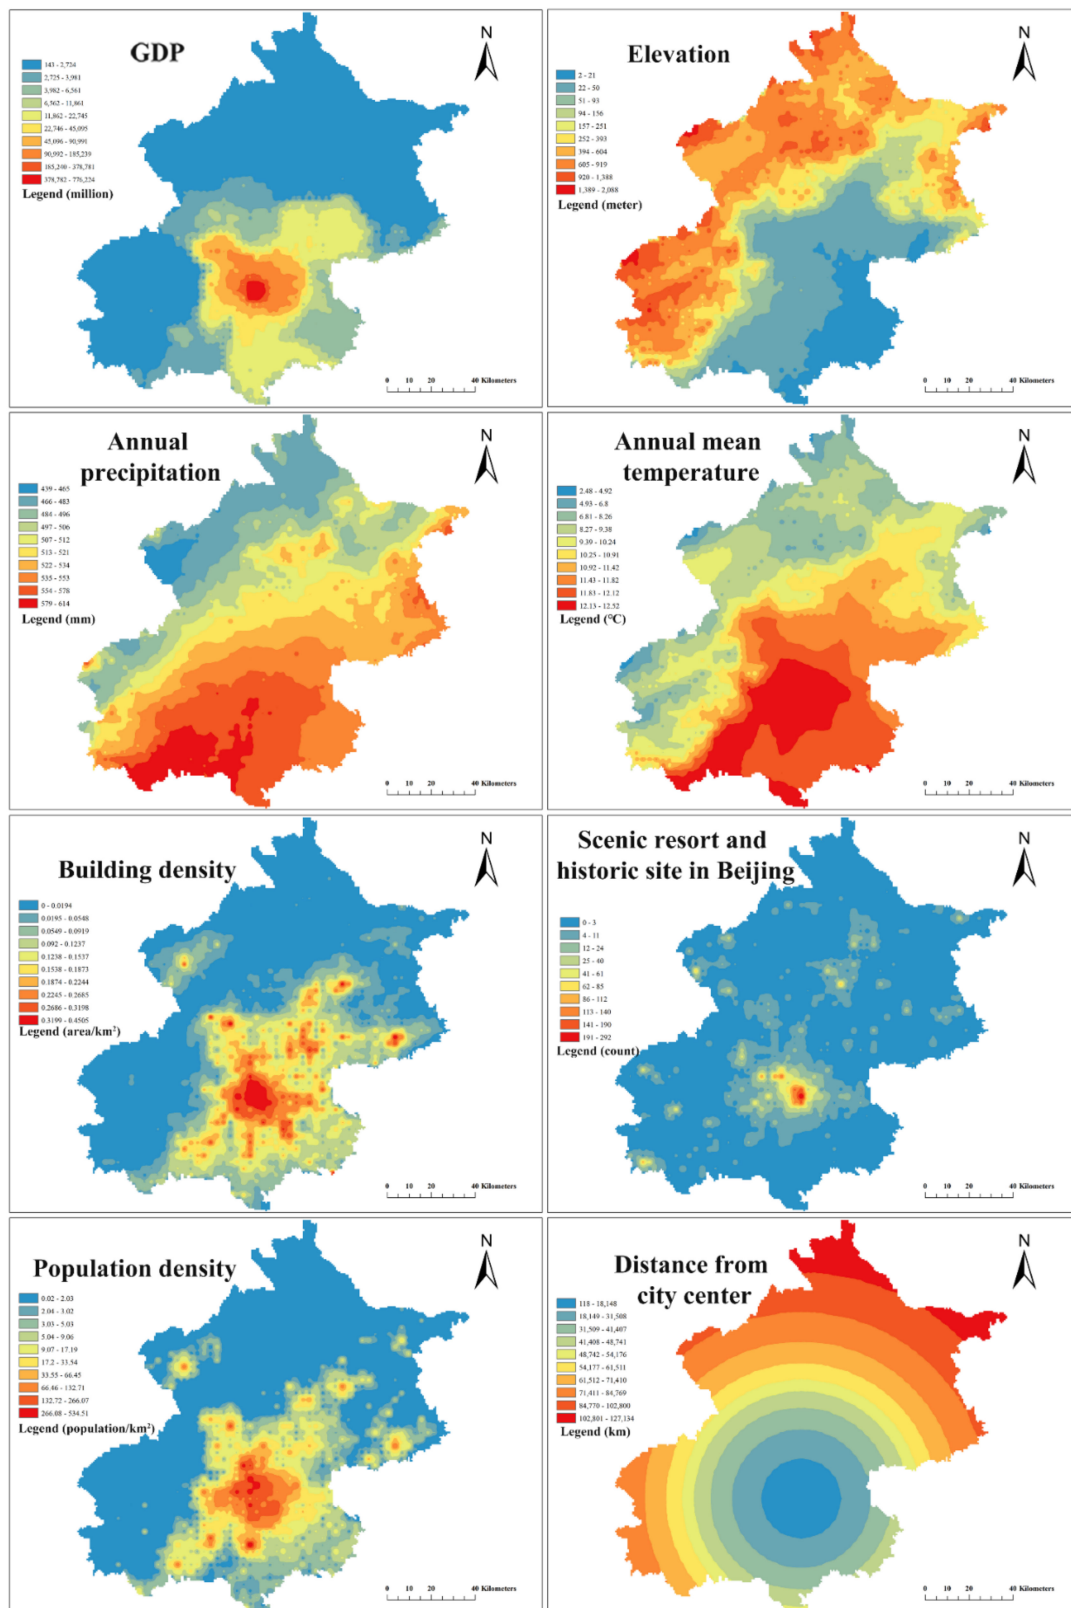 GDP
N
143 - 2,724
2,725 - 3,981
3,982 - 6,561
6,562 - 11,861
11,862 - 22,745
22,746 - 45,095
45,096 - 90,991
90,992 - 185,239
185,240 - 378,781
378,782 - 776,224
Legend (million)
0 10 20 40 Kilometers
Elevation
N
2 - 21
22 - 50
51 - 93
94 - 156
157 - 251
252 - 393
394 - 604
605 - 919
920 - 1,388
1,389 - 2,088
Legend (meter)
0 10 20 40 Kilometers
Annual
precipitation
N
439 - 465
466 - 483
484 - 496
497 - 506
507 - 512
513 - 521
522 - 534
535 - 553
554 - 578
579 - 614
Legend (mm)
0 10 20 40 Kilometers
Annual mean
temperature
N
2.48 - 4.92
4.93 - 6.8
6.81 - 8.26
8.27 - 9.38
9.39 - 10.24
10.25 - 10.91
10.92 - 11.42
11.43 - 11.82
11.83 - 12.12
12.13 - 12.52
Legend (°C)
0 10 20 40 Kilometers
Building density
N
0 - 0.0194
0.0195 - 0.0548
0.0549 - 0.0919
0.092 - 0.1237
0.1238 - 0.1537
0.1538 - 0.1873
0.1874 - 0.2244
0.2245 - 0.2685
0.2686 - 0.3198
0.3199 - 0.4505
Legend (area/km²)
0 10 20 40 Kilometers
Scenic resort and
historic site in Beijing
N
0 - 3
4 - 11
12 - 24
25 - 40
41 - 61
62 - 85
86 - 112
113 - 140
141 - 190
191 - 292
Legend (count)
0 10 20 40 Kilometers
Population density
N
0.02 - 2.03
2.04 - 3.02
3.03 - 5.03
5.04 - 9.06
9.07 - 17.19
17.2 - 33.54
33.55 - 66.45
66.46 - 132.71
132.72 - 266.07
266.08 - 534.51
Legend (population/km²)
0 10 20 40 Kilometers
Distance from
city center
N
118 - 18,148
18,149 - 31,508
31,509 - 41,407
41,408 - 48,741
48,742 - 54,176
54,177 - 61,511
61,512 - 71,410
71,411 - 84,769
84,770 - 102,800
102,801 - 127,134
Legend (km)
0 10 20 40 Kilometers